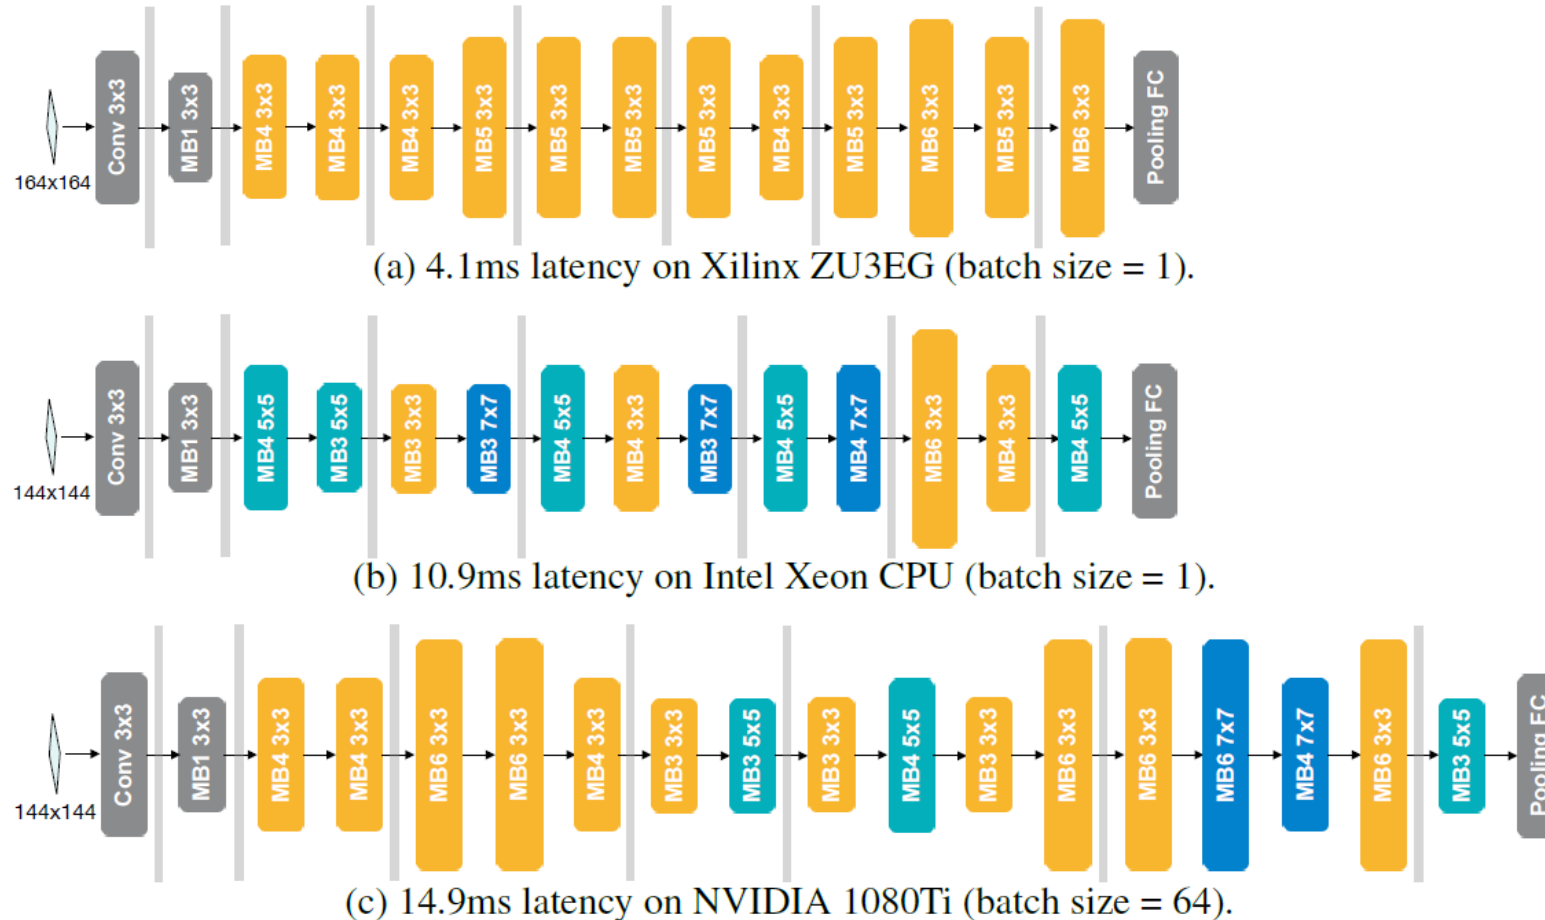 164x164
Conv 3x3
MB1 3x3
MB4 3x3
MB4 3x3
MB4 3x3
MB5 3x3
MB5 3x3
MB5 3x3
MB5 3x3
MB4 3x3
MB5 3x3
MB6 3x3
MB5 3x3
MB6 3x3
Pooling FC
(a) 4.1ms latency on Xilinx ZU3EG (batch size = 1).
144x144
Conv 3x3
MB1 3x3
MB4 5x5
MB3 5x5
MB3 3x3
MB3 7x7
MB4 5x5
MB4 3x3
MB3 7x7
MB4 5x5
MB4 7x7
MB6 3x3
MB4 3x3
MB4 5x5
Pooling FC
(b) 10.9ms latency on Intel Xeon CPU (batch size = 1).
144x144
Conv 3x3
MB1 3x3
MB4 3x3
MB4 3x3
MB6 3x3
MB6 3x3
MB4 3x3
MB3 3x3
MB3 5x5
MB3 3x3
MB4 5x5
MB3 3x3
MB6 3x3
MB6 3x3
MB6 7x7
MB4 7x7
MB6 3x3
MB3 5x5
Pooling FC
(c) 14.9ms latency on NVIDIA 1080Ti (batch size = 64).